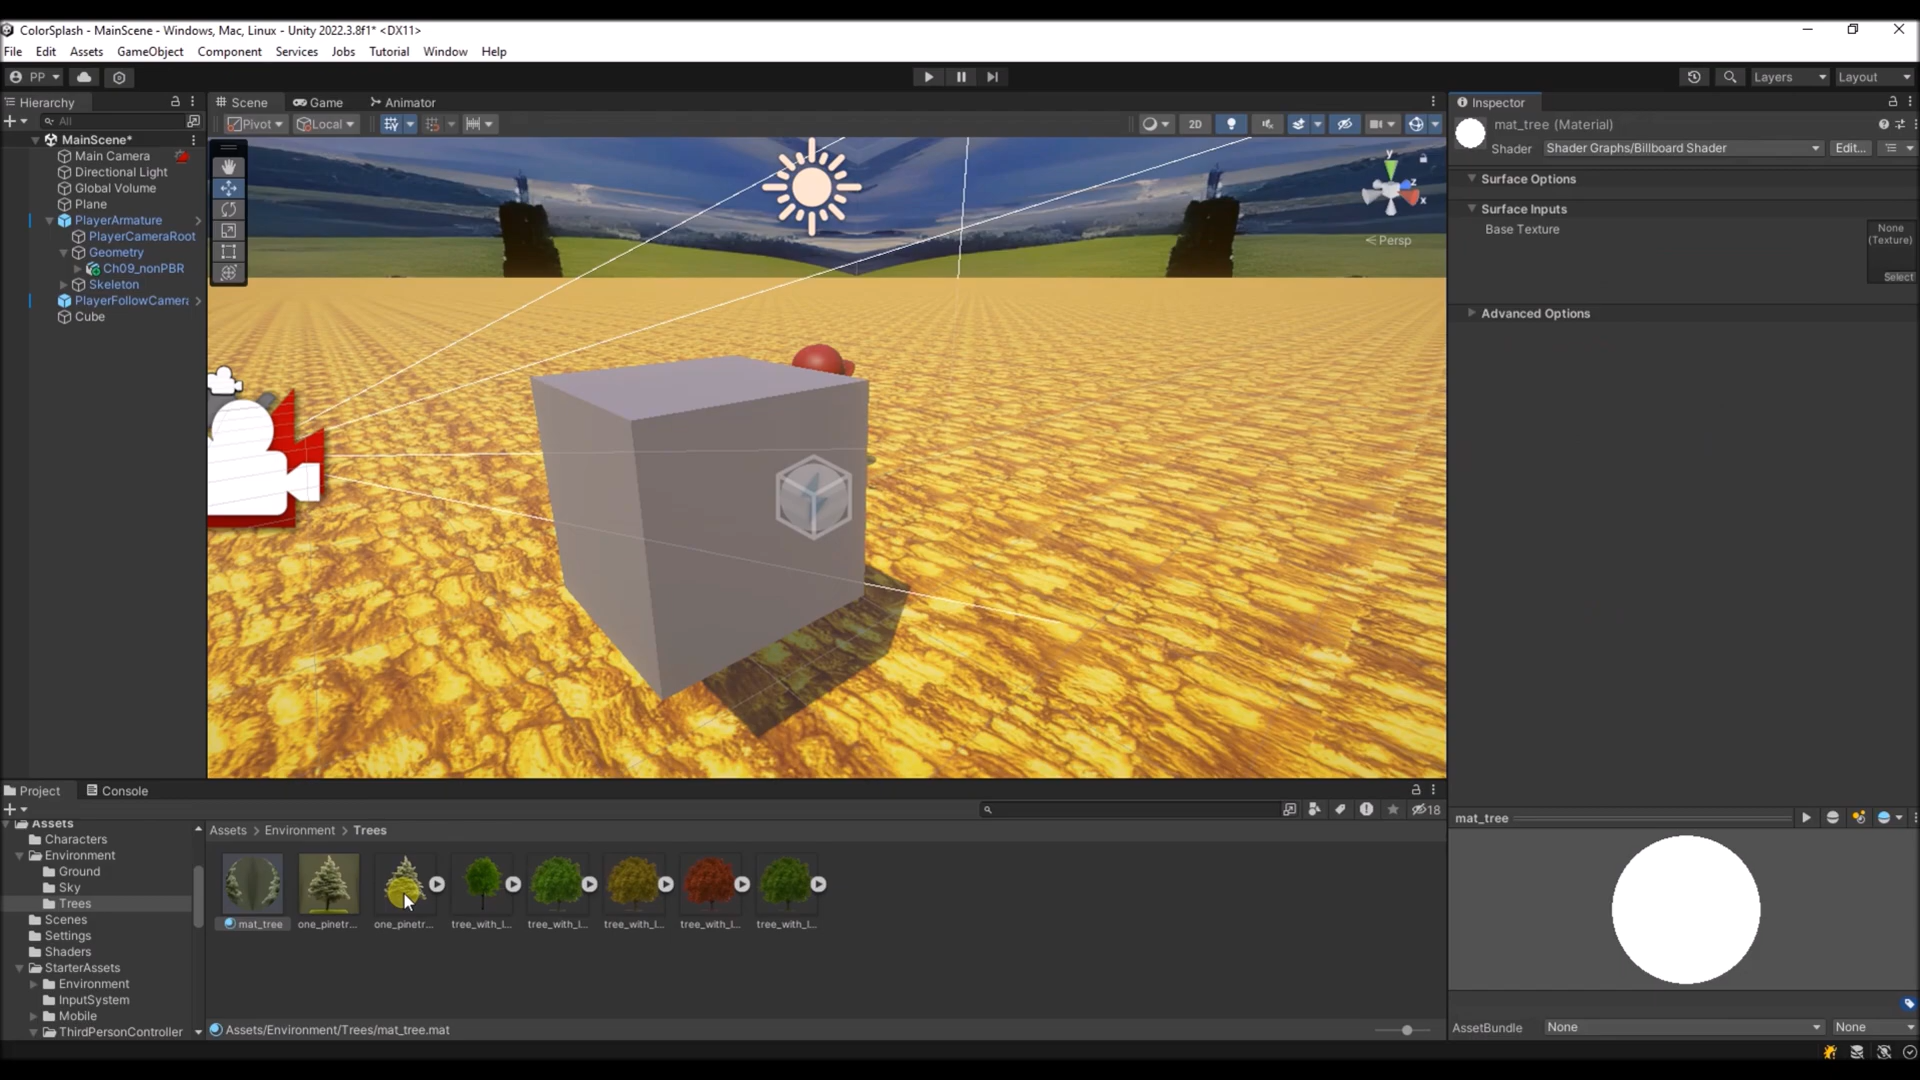 ColorSplash - MainScene - Windows, Mac, Linux - Unity 2022.3.8f1* <DX11>
File Edit Assets GameObject Component Services Jobs Tutorial Window Help
PP
Layers Layout
Hierarchy
All
MainScene*
Main Camera
Directional Light
Global Volume
Plane
PlayerArmature
PlayerCameraRoot
Geometry
Ch09_nonPBR
Skeleton
PlayerFollowCamera
Cube
Scene Game Animator
Pivot Local
2D
y
z
x
Persp
Inspector
mat_tree (Material)
Shader Shader Graphs/Billboard Shader Edit...
Surface Options
Surface Inputs
Base Texture
None
(Texture)
Select
Advanced Options
Project Console
18
Assets
Characters
Environment
Ground
Sky
Trees
Scenes
Settings
Shaders
StarterAssets
Environment
InputSystem
Mobile
ThirdPersonController
Assets > Environment > Trees
mat_tree one_pinetr... one_pinetr... tree_with_l... tree_with_l... tree_with_l... tree_with_l... tree_with_l...
Assets/Environment/Trees/mat_tree.mat
mat_tree
AssetBundle None None